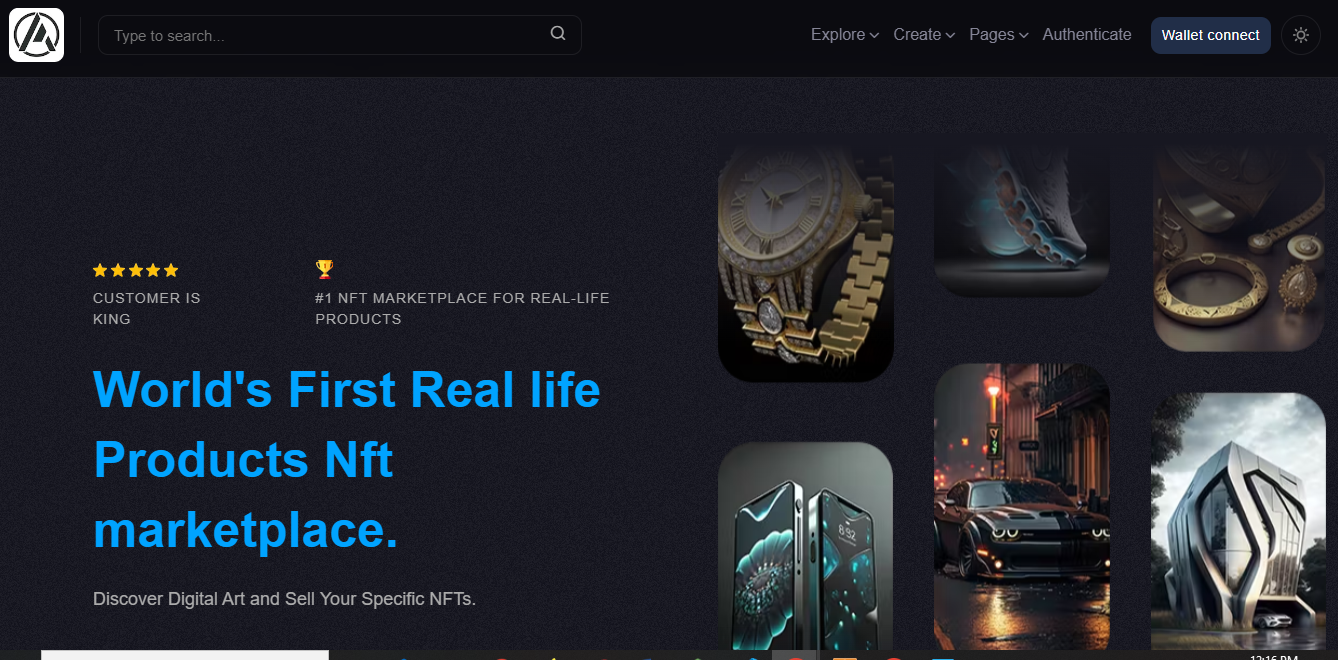 Type to search...
Explore Create Pages Authenticate Wallet connect
CUSTOMER IS
KING
#1 NFT MARKETPLACE FOR REAL-LIFE
PRODUCTS
World's First Real life
Products Nft
marketplace.
Discover Digital Art and Sell Your Specific NFTs.